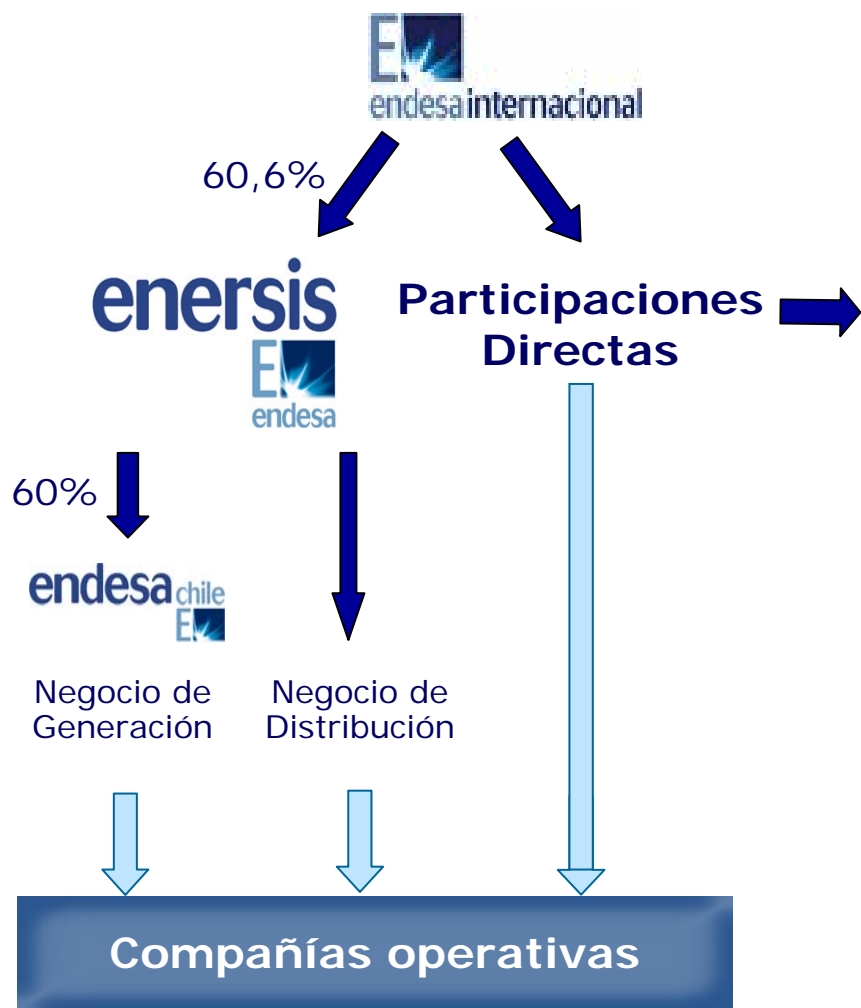 E
endesa internacional
60,6%
enersis
E
endesa
Participaciones
Directas
60%
endesa chile
E
Negocio de
Generación
Negocio de
Distribución
Compañías operativas